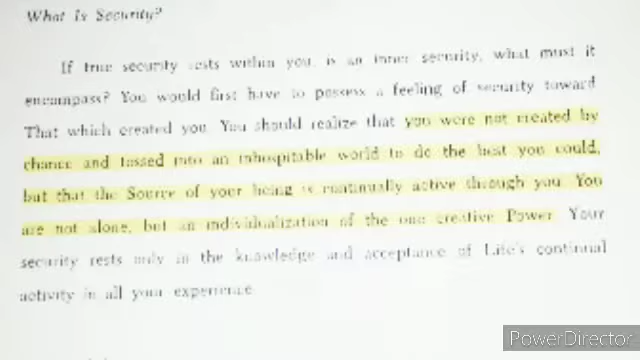 What Is Security?
If true security rests within you, is an inner security, what must it
encompass? You would first have to possess a feeling of security toward
That which created you. You should realize that you were not created by
chance and tossed into an inhospitable world to do the best you could,
but that the Source of your being is continually active through you. You
are not alone, but an individualization of the one creative Power. Your
security rests only in the knowledge and acceptance of Life's continual
activity in all your experience.
PowerDirector